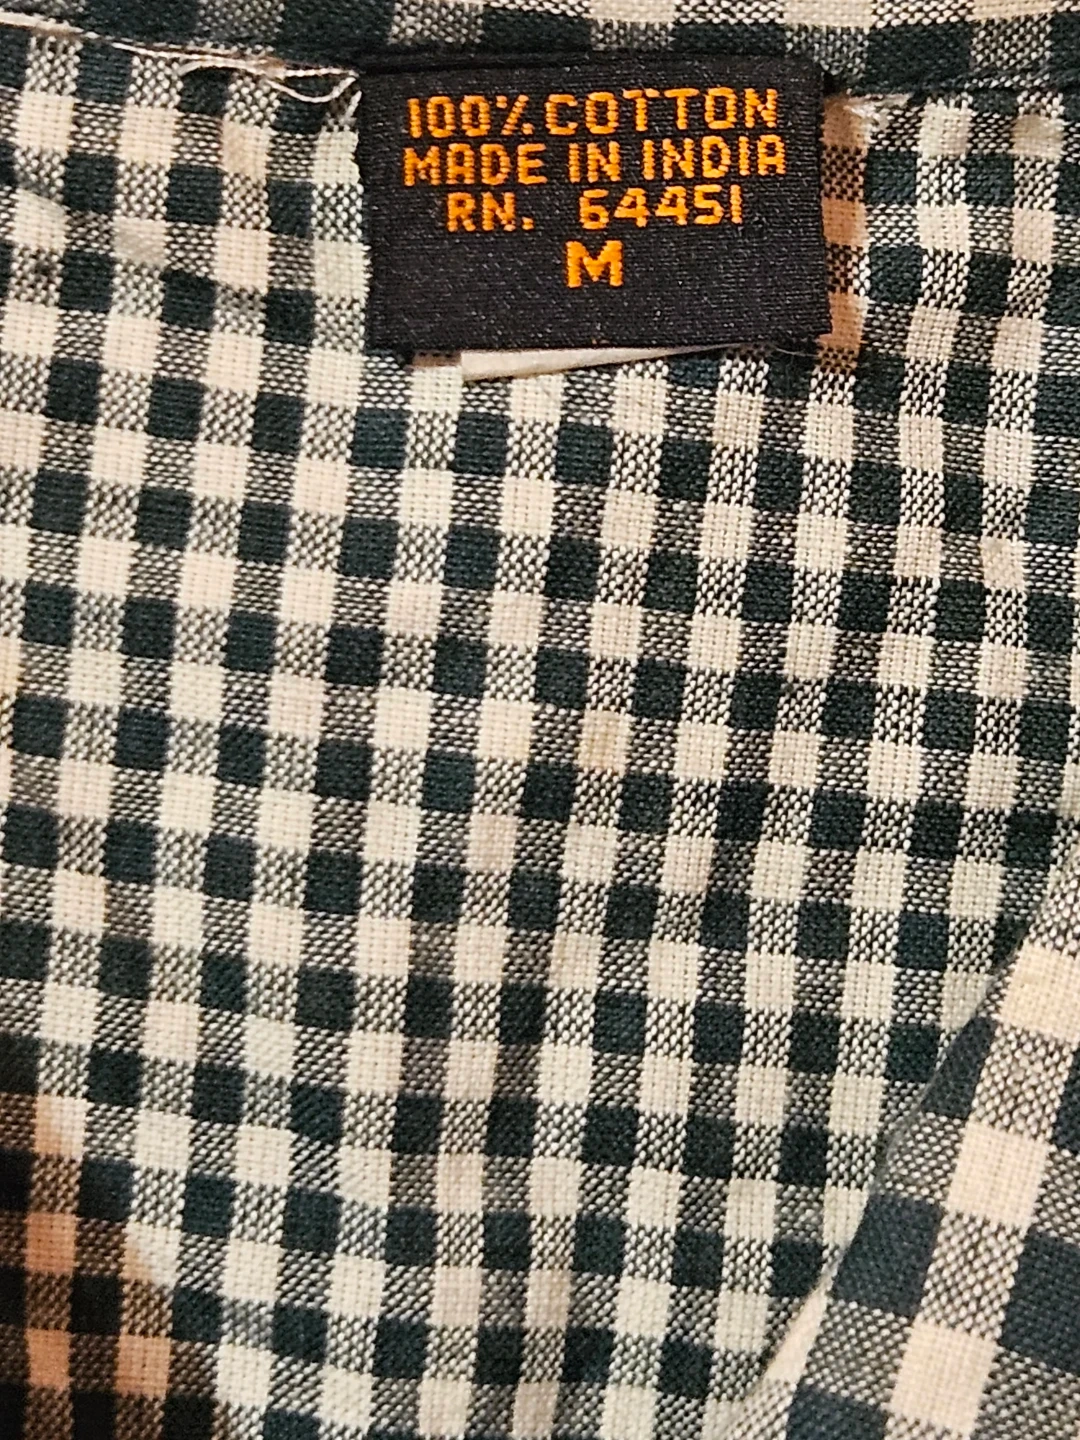 100% COTTON
MADE IN INDIA
RN. 64451
M